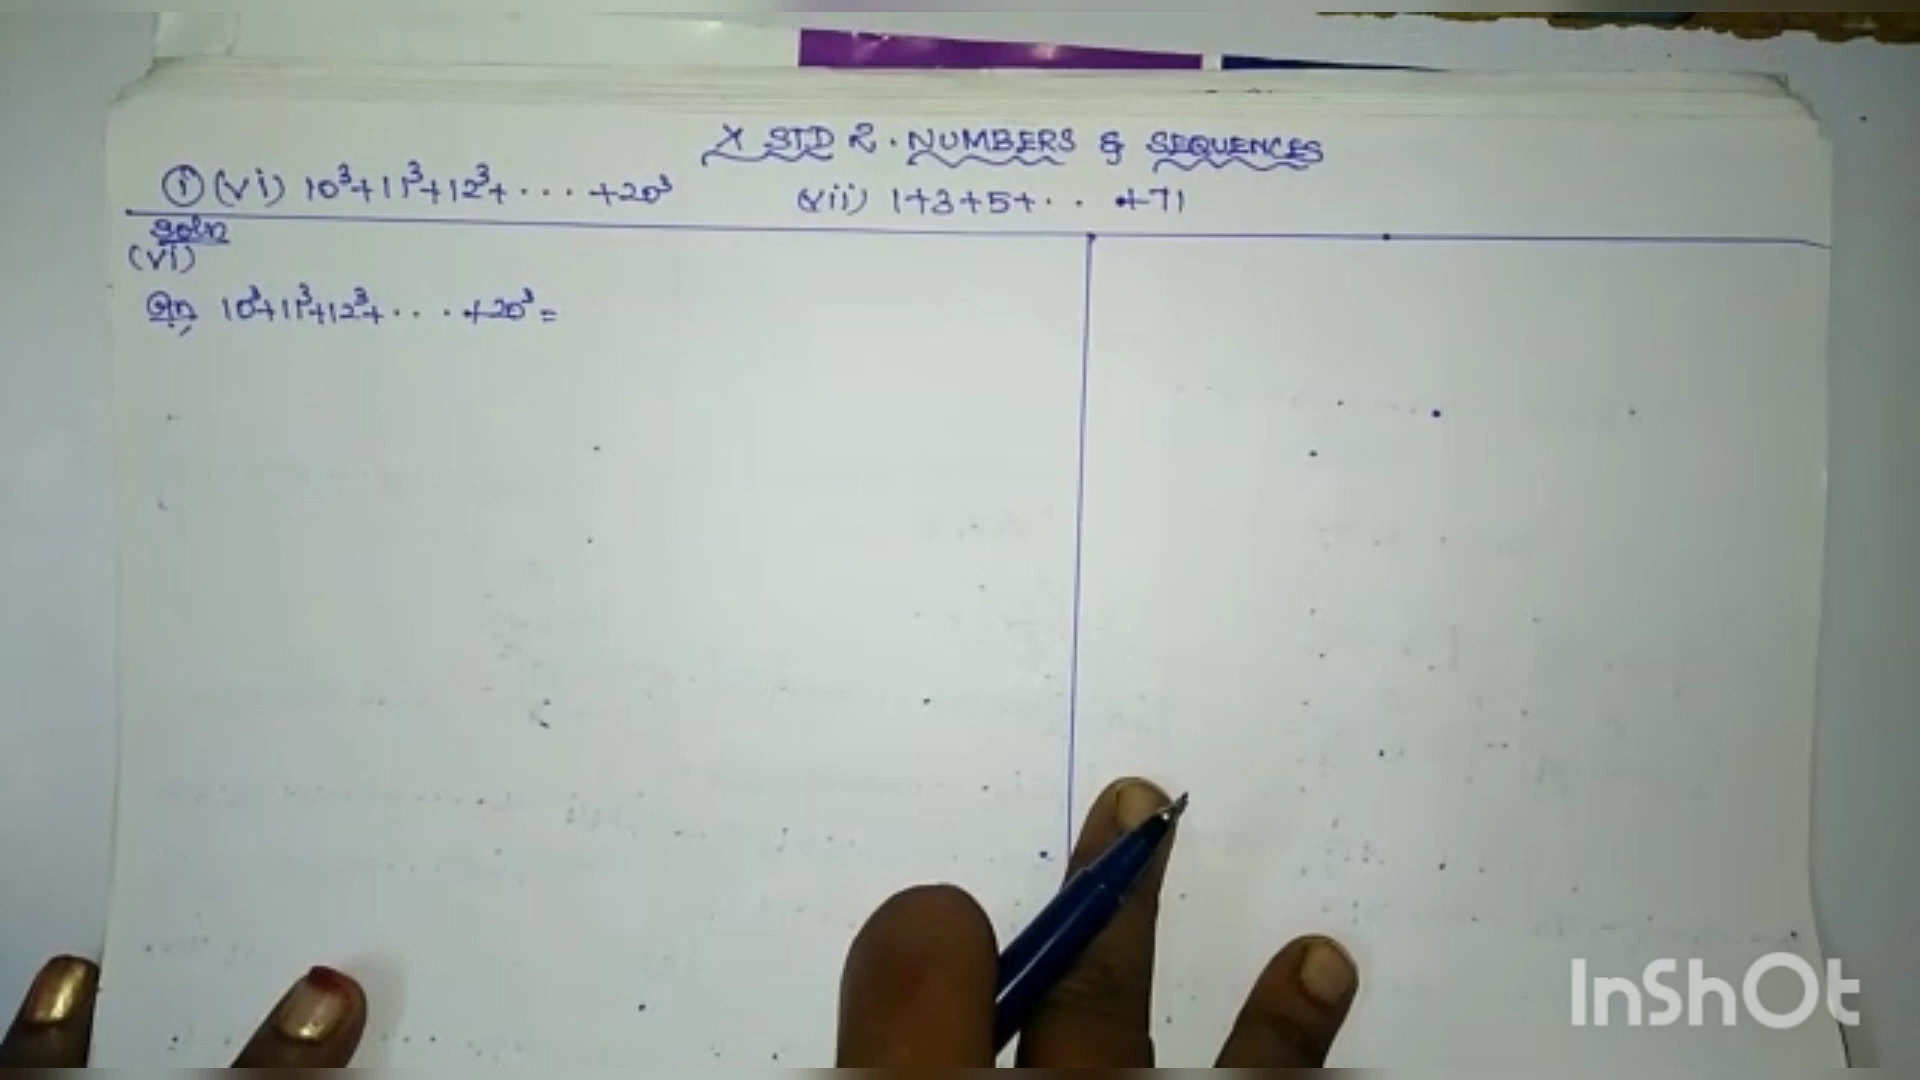 X STD 2. NUMBERS & SEQUENCES
① (vi) 10³+11³+12³+ . . . +20³ (vii) 1+3+5+ . . +71
Soln
(vi)
10³+11³+12³+ . . . . +20³ =
InShOt